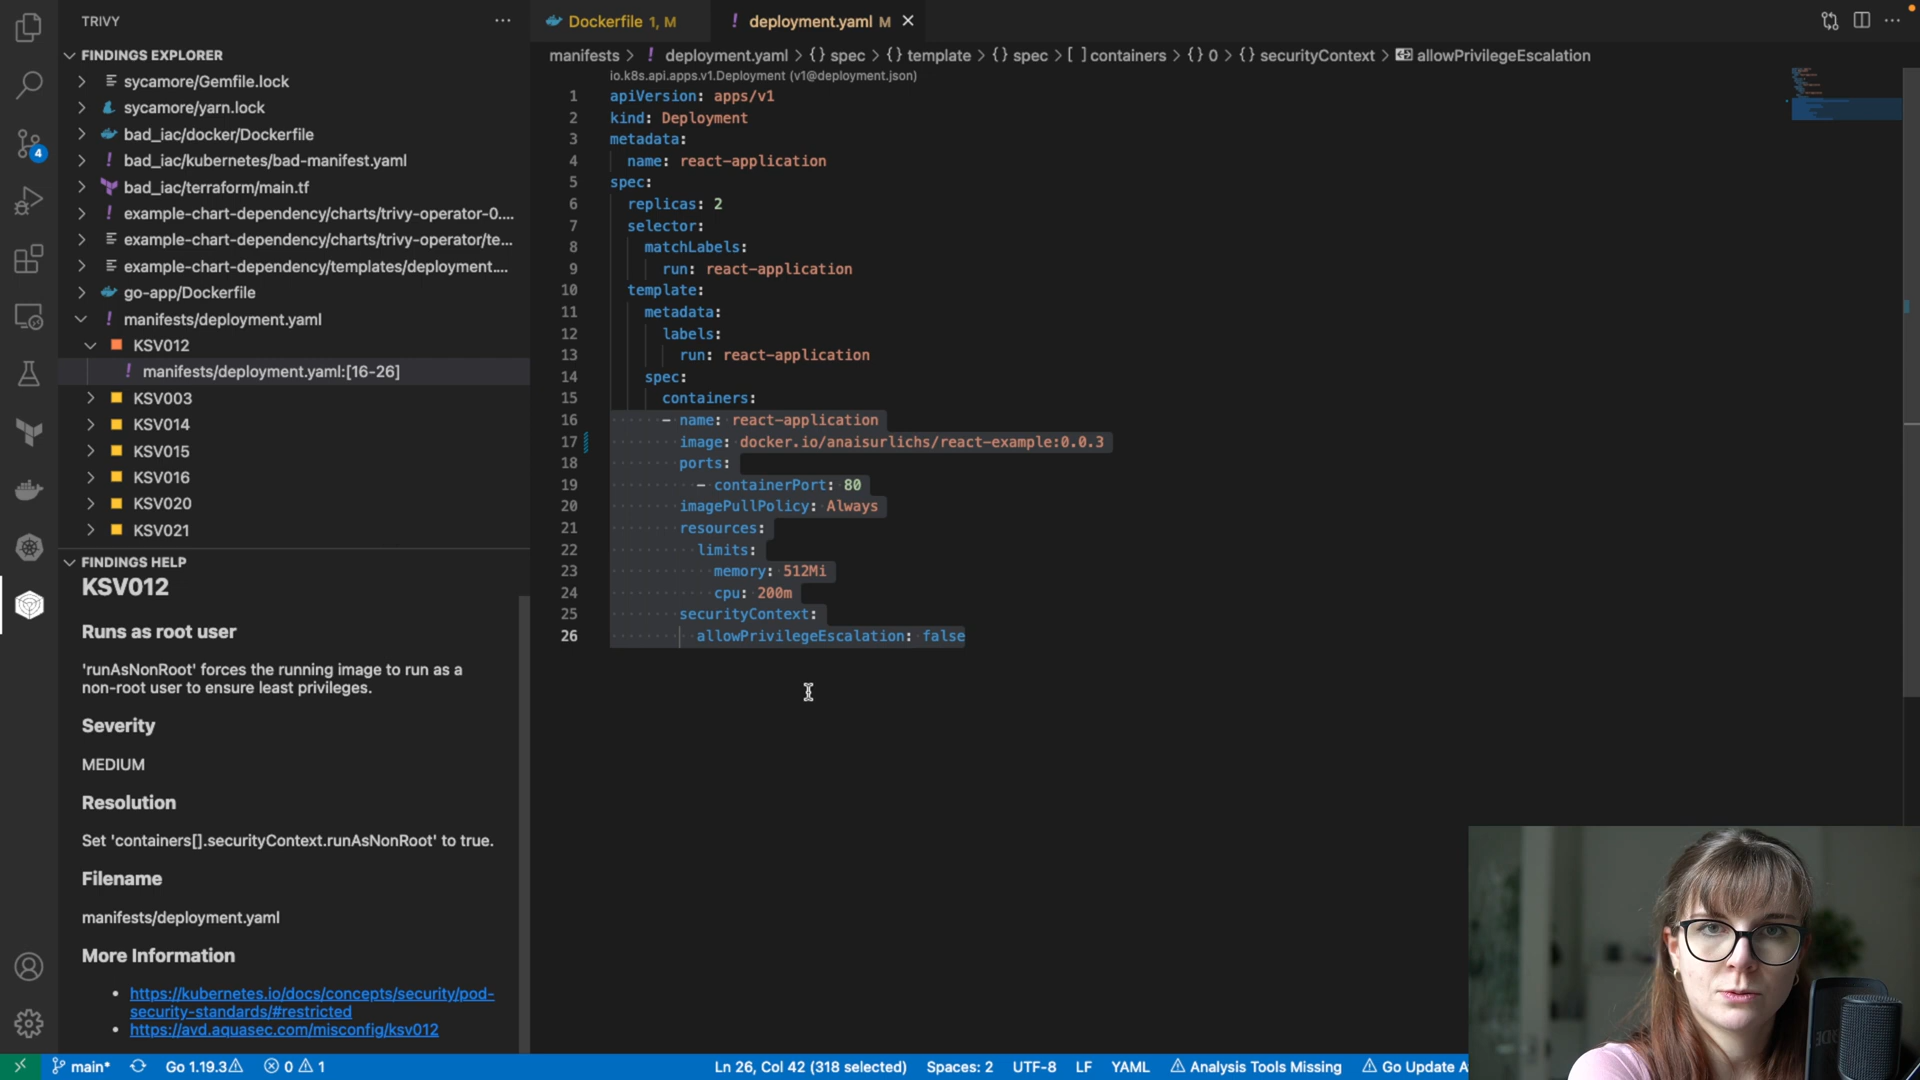 TRIVY
FINDINGS EXPLORER
sycamore/Gemfile.lock
sycamore/yarn.lock
bad_iac/docker/Dockerfile
bad_iac/kubernetes/bad-manifest.yaml
bad_iac/terraform/main.tf
example-chart-dependency/charts/trivy-operator-0....
example-chart-dependency/charts/trivy-operator/te...
example-chart-dependency/templates/deployment....
go-app/Dockerfile
manifests/deployment.yaml
KSV012
manifests/deployment.yaml:[16-26]
KSV003
KSV014
KSV015
KSV016
KSV020
KSV021
4
FINDINGS HELP
KSV012
Runs as root user
'runAsNonRoot' forces the running image to run as a
non-root user to ensure least privileges.
Severity
MEDIUM
Resolution
Set 'containers[].securityContext.runAsNonRoot' to true.
Filename
manifests/deployment.yaml
More Information
• https://kubernetes.io/docs/concepts/security/pod-
security-standards/#restricted
• https://avd.aquasec.com/misconfig/ksv012
Dockerfile 1, M
! deployment.yaml M
manifests > ! deployment.yaml > {} spec > {} template > {} spec > [ ] containers > {} 0 > {} securityContext > allowPrivilegeEscalation
io.k8s.api.apps.v1.Deployment (v1@deployment.json)
1 apiVersion: apps/v1
2 kind: Deployment
3 metadata:
4 name: react-application
5 spec:
6 replicas: 2
7 selector:
8 matchLabels:
9 run: react-application
10 template:
11 metadata:
12 labels:
13 run: react-application
14 spec:
15 containers:
16 - name: react-application
17 image: docker.io/anaisurlichs/react-example:0.0.3
18 ports:
19 - containerPort: 80
20 imagePullPolicy: Always
21 resources:
22 limits:
23 memory: 512Mi
24 cpu: 200m
25 securityContext:
26 allowPrivilegeEscalation: false
main* Go 1.19.3 0 1 Ln 26, Col 42 (318 selected) Spaces: 2 UTF-8 LF YAML Analysis Tools Missing Go Update A